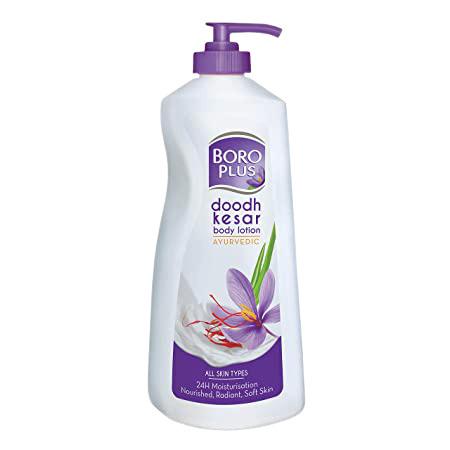 BORO
PLUS
doodh
kesar
body lotion
AYURVEDIC
ALL SKIN TYPES
24H Moisturisation
Nourished, Radiant, Soft Skin